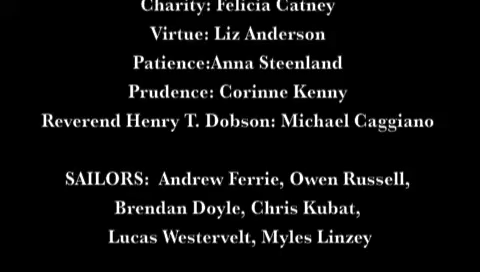 Charity: Felicia Catney
Virtue: Liz Anderson
Patience:Anna Steenland
Prudence: Corinne Kenny
Reverend Henry T. Dobson: Michael Caggiano
SAILORS: Andrew Ferrie, Owen Russell,
Brendan Doyle, Chris Kubat,
Lucas Westervelt, Myles Linzey